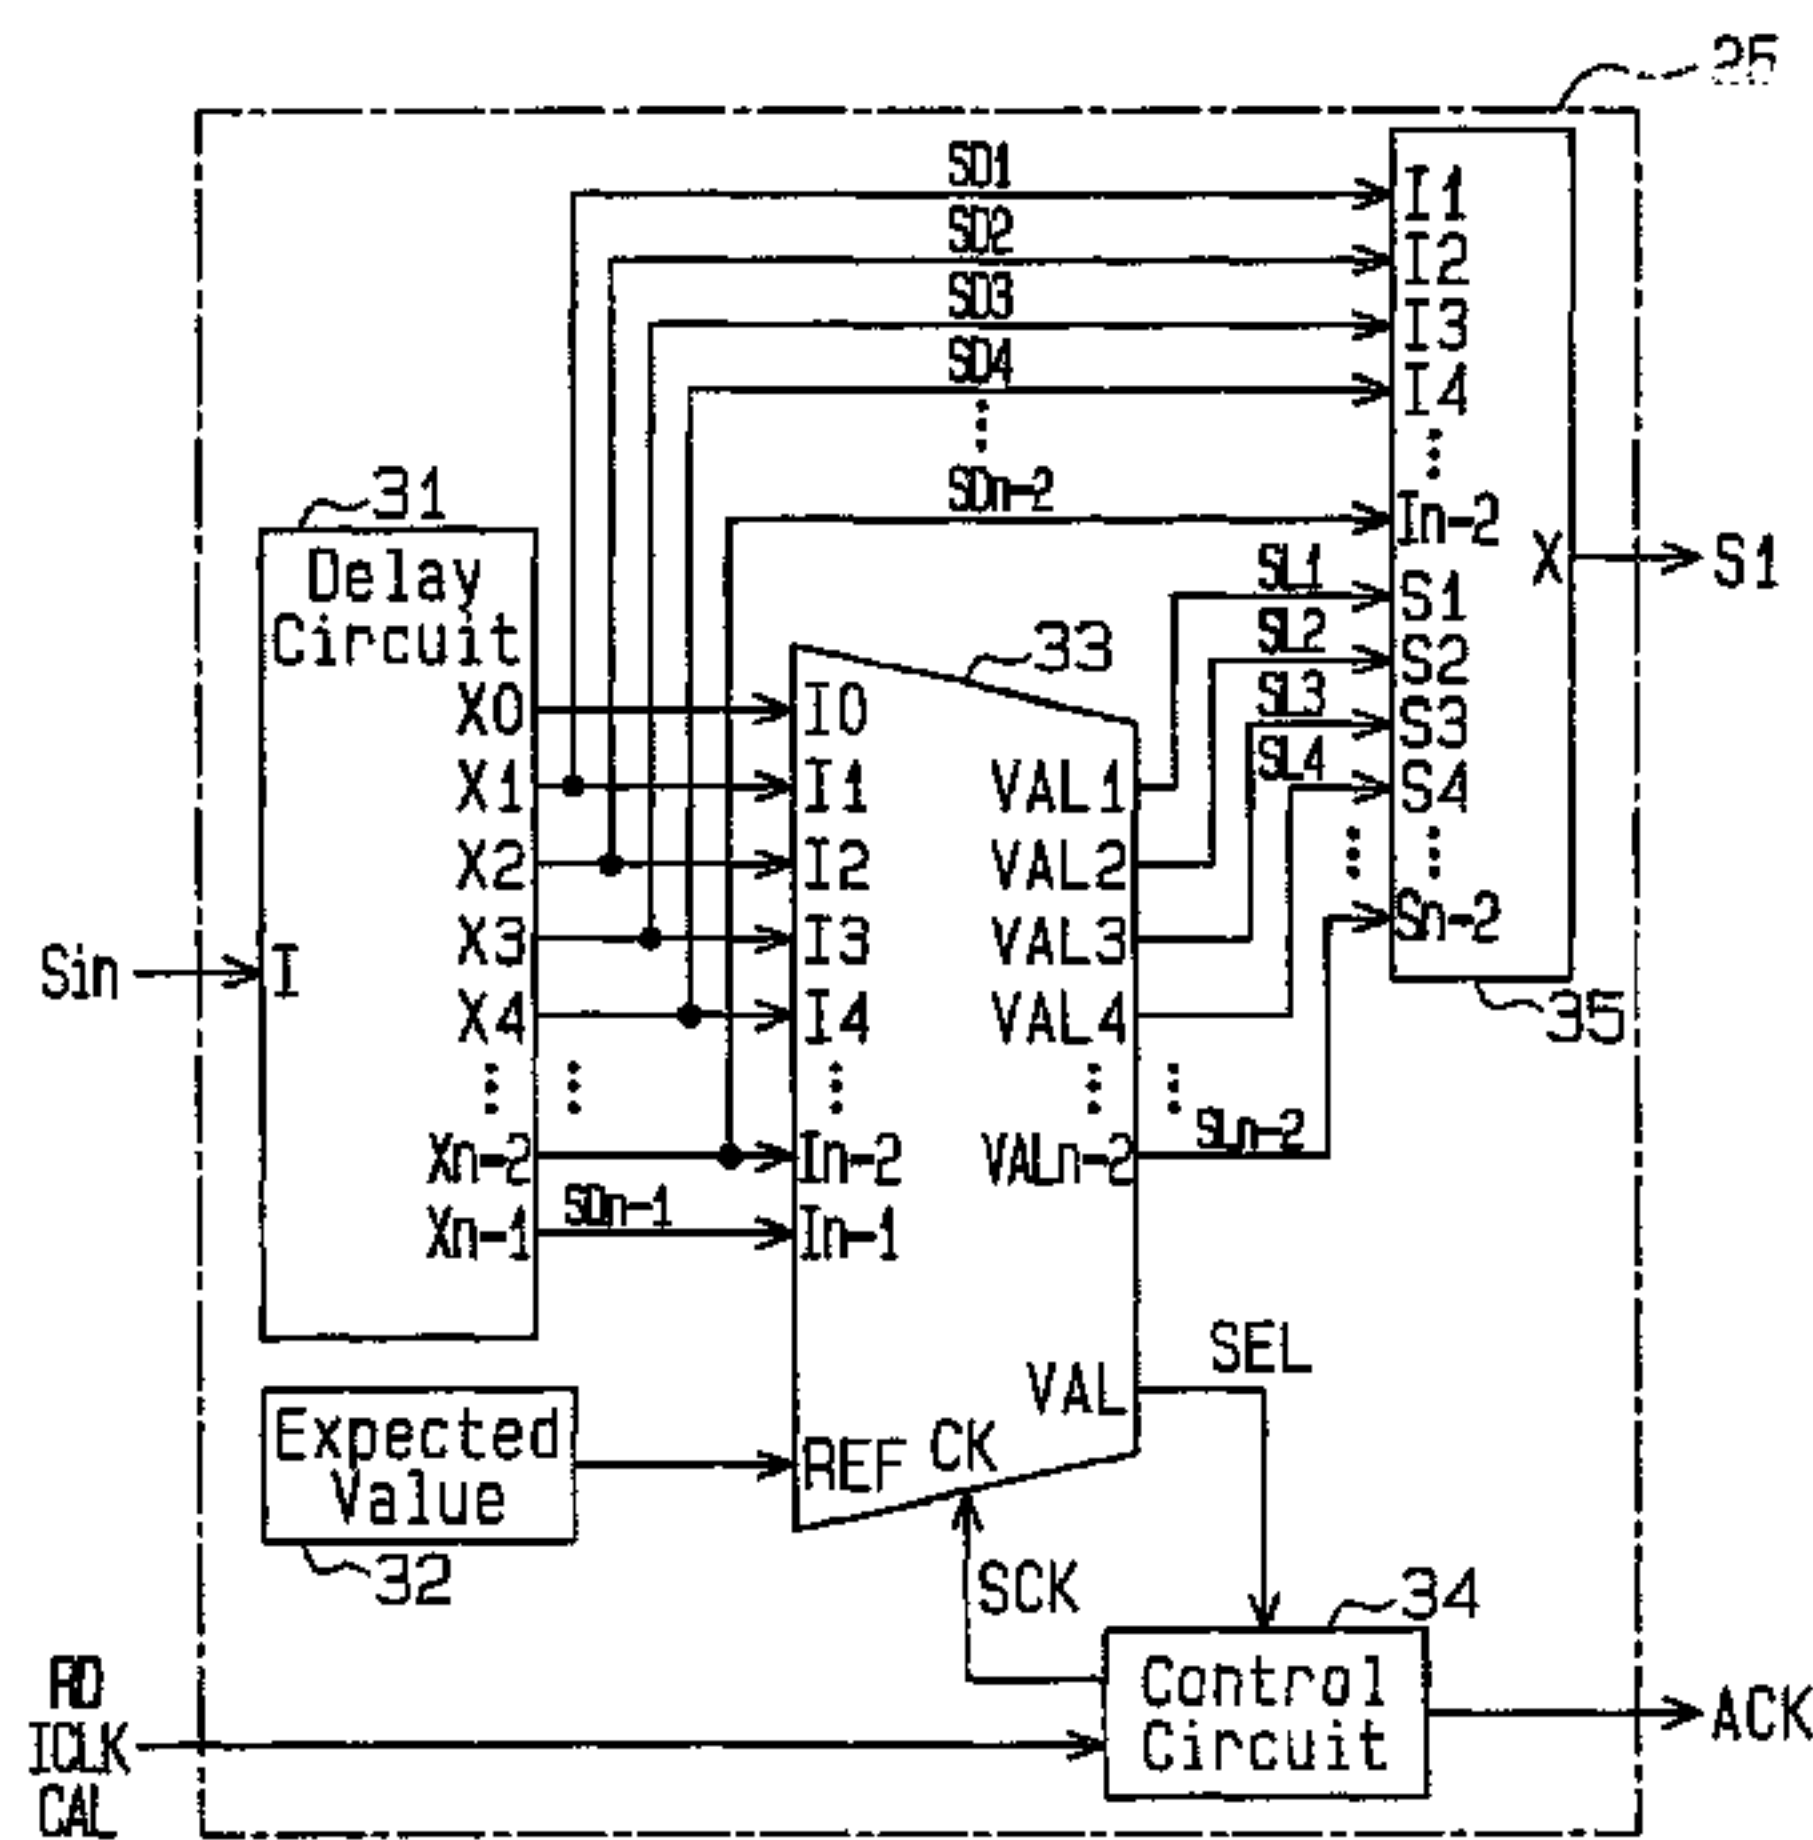 25
SD1
I1
SD2
I2
SD3
I3
SD4
I4
SDn-2
In-2
31
Delay
Circuit
X
S1
SL1
S1
SL2
S2
SL3
S3
SL4
S4
Sn-2
35
33
X0
I0
X1
I1
VAL1
X2
I2
VAL2
X3
I3
VAL3
Sin
I
X4
I4
VAL4
Xn-2
In-2
VALn-2
SLn-2
SDn-1
Xn-1
In-1
SEL
VAL
Expected
Value
REF
CK
32
SCK
34
RD
ICLK
CAL
Control
Circuit
ACK